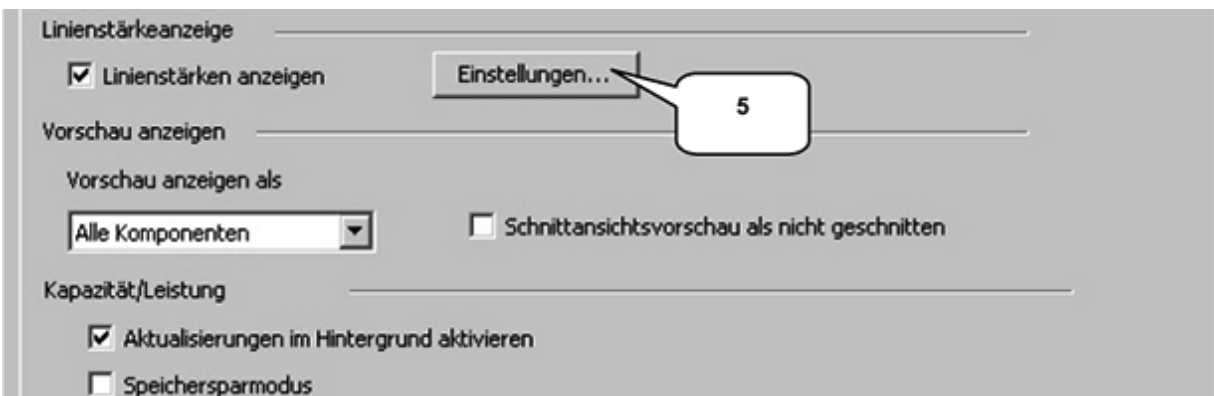 Linienstärkeanzeige
Linienstärken anzeigen
Einstellungen...
5
Vorschau anzeigen
Vorschau anzeigen als
Alle Komponenten
Schnittansichtsvorschau als nicht geschnitten
Kapazität/Leistung
Aktualisierungen im Hintergrund aktivieren
Speichersparmodus